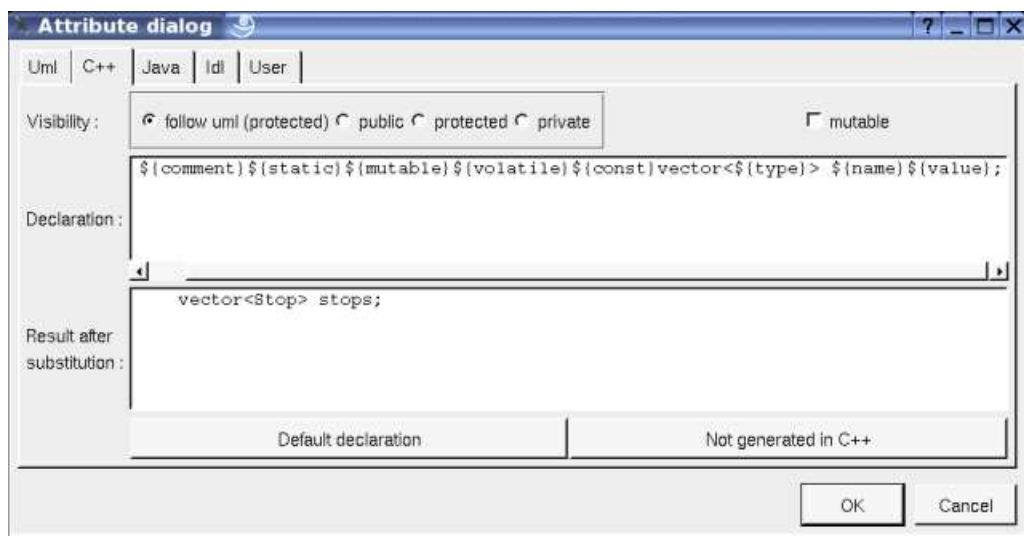 Attribute dialog ?
Uml C++ Java Idl User
Visibility : follow uml (protected) public protected private mutable
${comment}${static}${mutable}${volatile}${const}vector<${type}> ${name}${value};
Declaration :
vector<Stop> stops;
Result after
substitution :
Default declaration Not generated in C++
OK Cancel